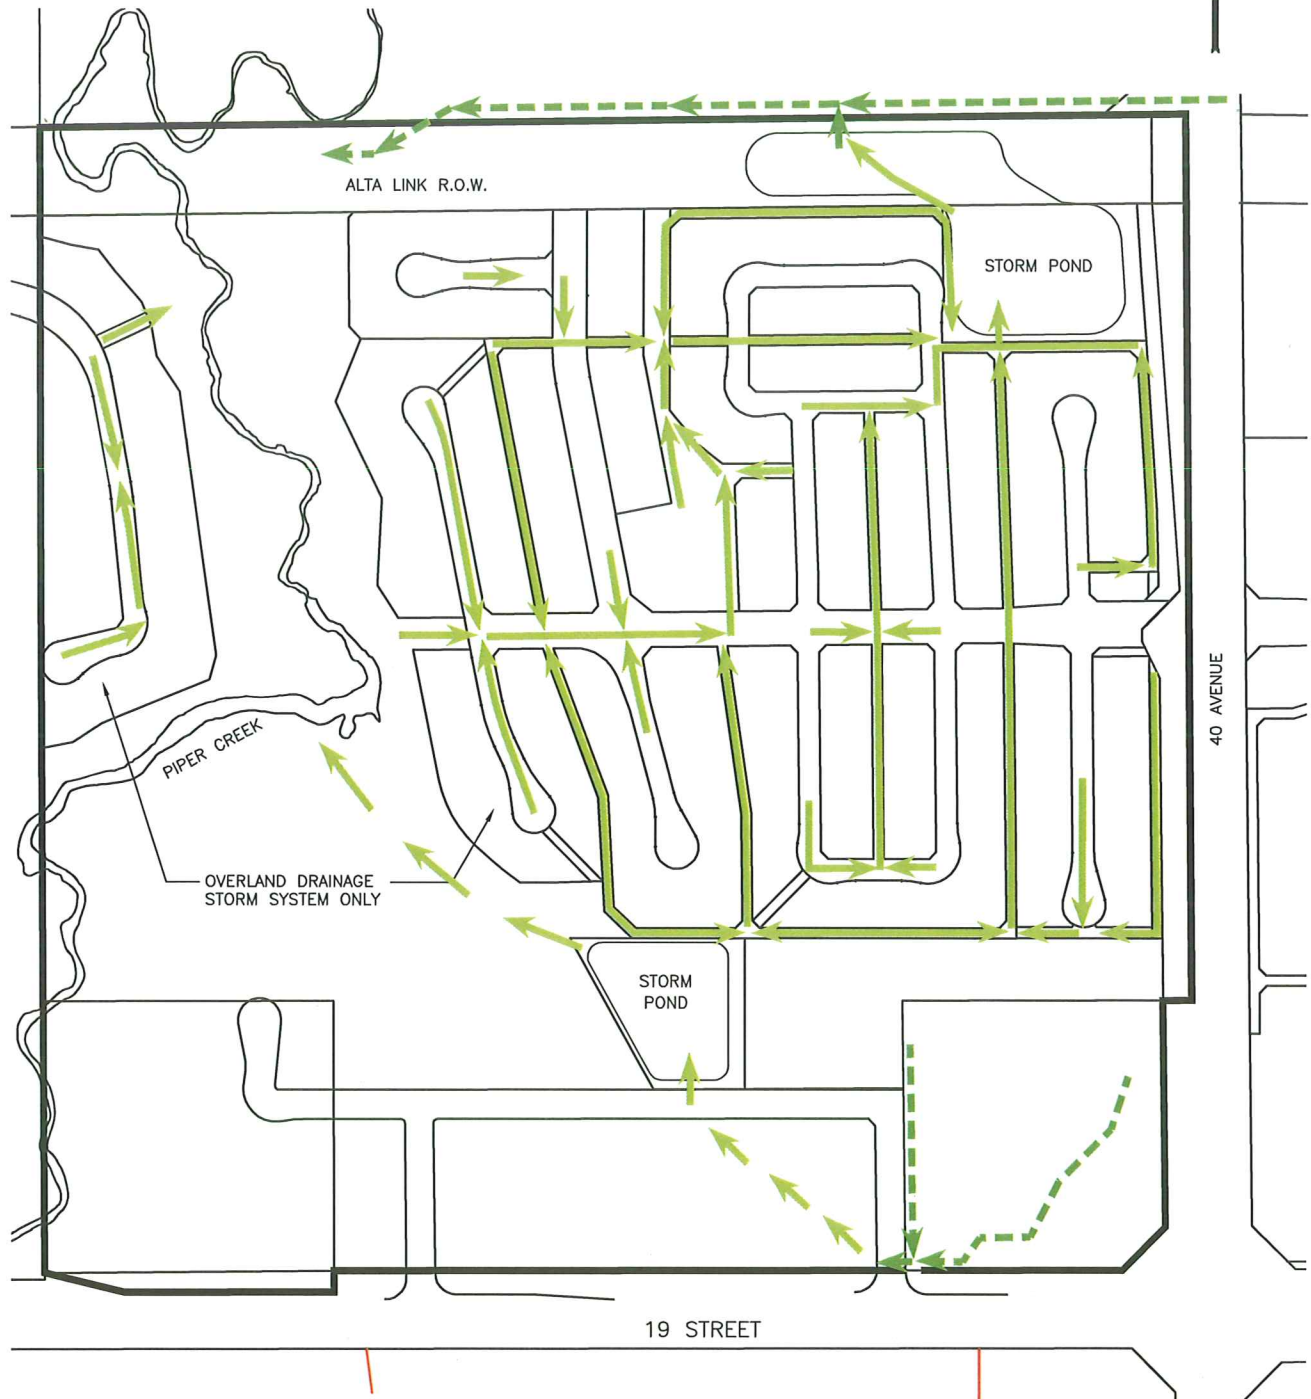 ALTA LINK R.O.W.
STORM POND
40 AVENUE
PIPER CREEK
OVERLAND DRAINAGE
STORM SYSTEM ONLY
STORM
POND
19 STREET